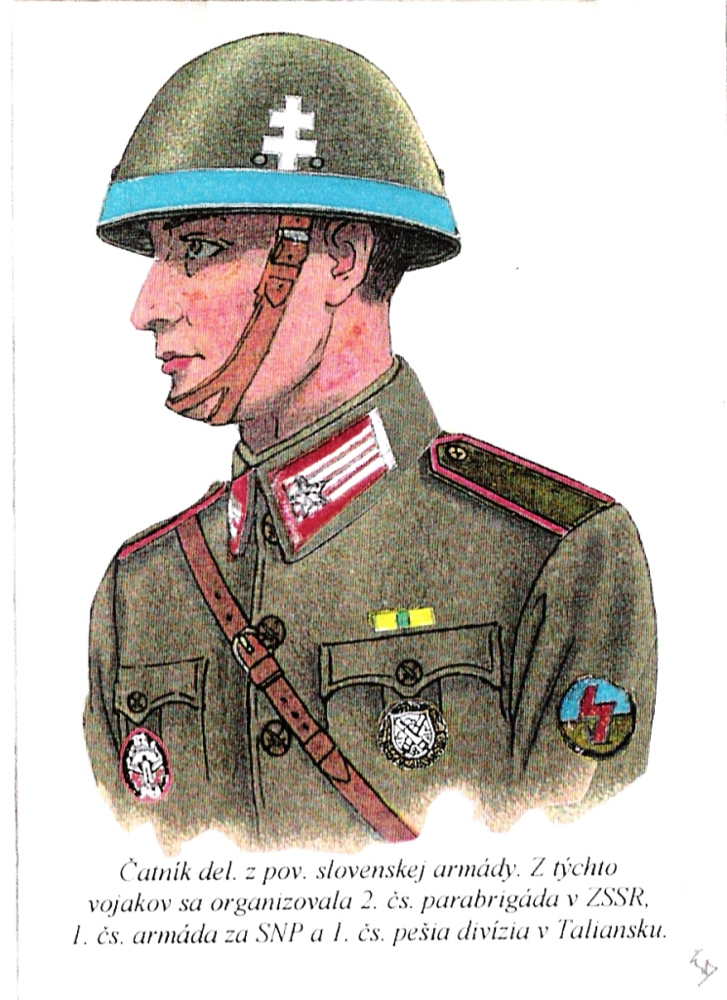 Čatník del. z pov. slovenskej armády. Z týchto
vojakov sa organizovala 2. čs. parabrigáda v ZSSR,
1. čs. armáda za SNP a 1. čs. pešia divízia v Taliansku.